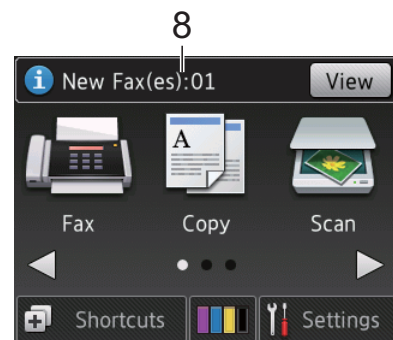 8
New Fax(es):01 View
A
Fax Copy Scan
Shortcuts Settings